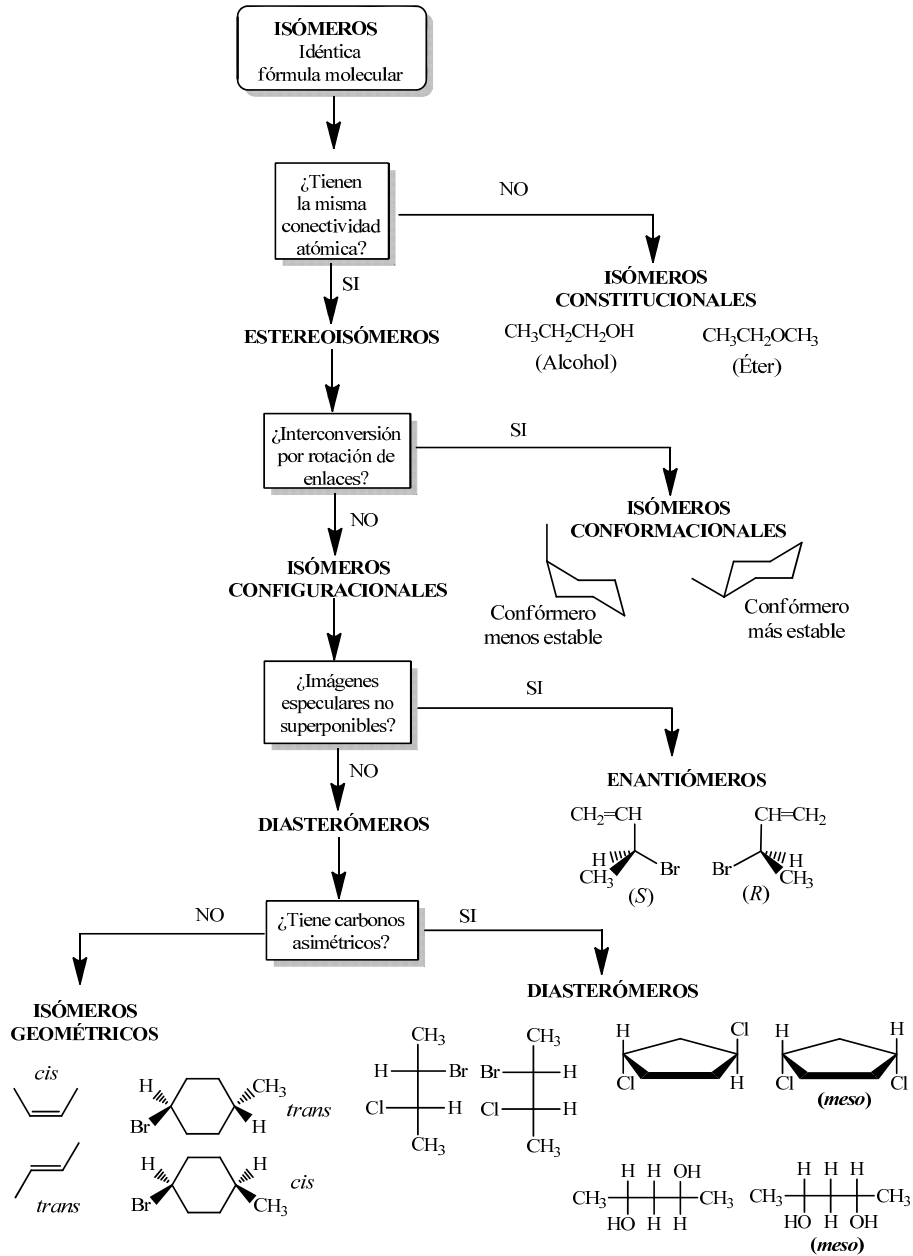 ISÓMEROS
Idéntica
fórmula molecular
¿Tienen
la misma
conectividad
atómica?
NO
SI
ISÓMEROS
CONSTITUCIONALES
CH3CH2CH2OH
CH3CH2OCH3
(Alcohol)
(Éter)
ESTEREOISÓMEROS
¿Interconversión
por rotación de
enlaces?
SI
NO
ISÓMEROS
CONFORMACIONALES
Confórmero
menos estable
Confórmero
más estable
ISÓMEROS
CONFIGURACIONALES
¿Imágenes
especulares no
superponibles?
SI
NO
ENANTIÓMEROS
CH2=CH
H
CH3
Br
(S)
CH=CH2
Br
H
CH3
(R)
DIASTERÓMEROS
¿Tiene carbonos
asimétricos?
NO
SI
ISÓMEROS
GEOMÉTRICOS
cis
trans
H
CH3
Br
H
trans
H
H
Br
CH3
cis
DIASTERÓMEROS
CH3
H
Br
Cl
H
CH3
CH3
Br
H
Cl
H
CH3
H
Cl
Cl
H
H
H
Cl
Cl
(meso)
H H OH
CH3
CH3
HO H H
H H H
CH3
CH3
HO H OH
(meso)